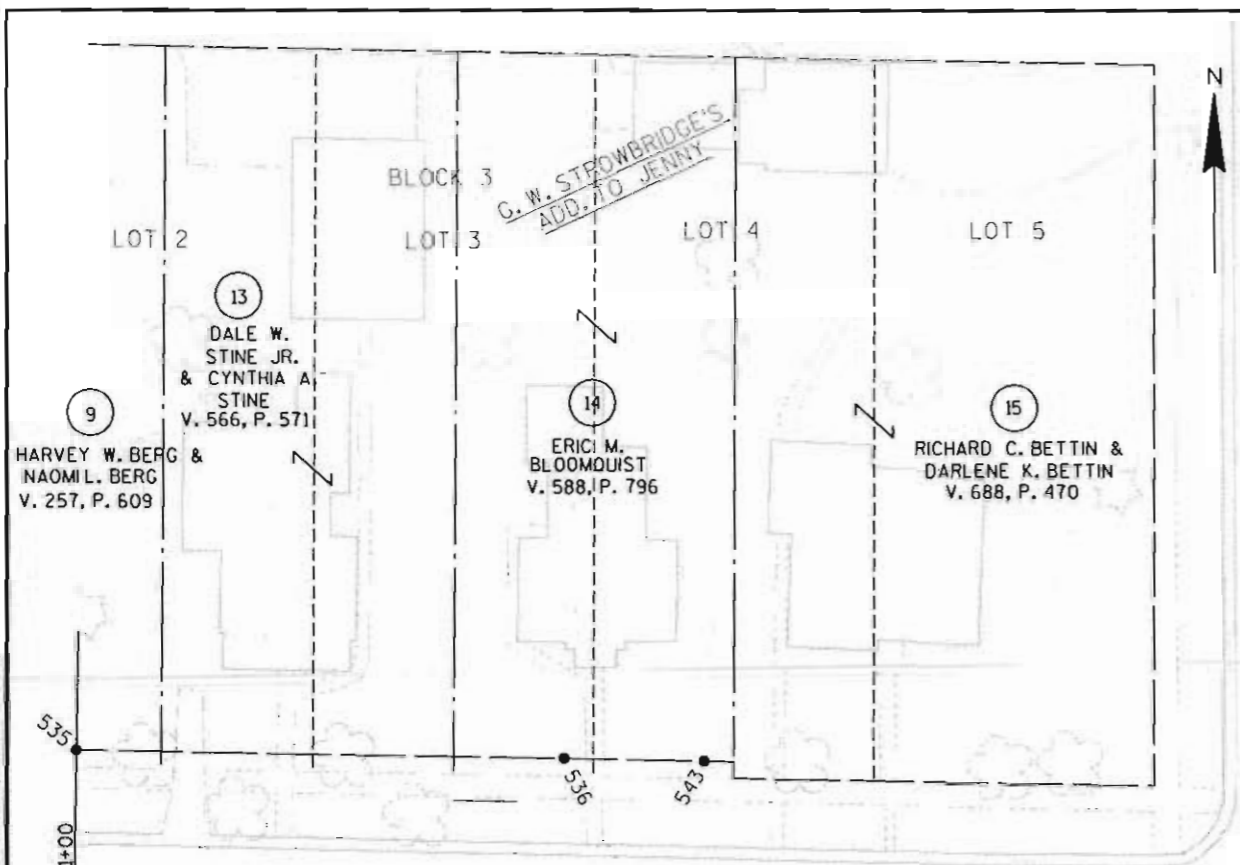 N
G. W. STROWBRIDGE'S
ADD. TO JENNY
BLOCK 3
LOT 2
LOT 3
LOT 4
LOT 5
13
DALE W.
STINE JR.
& CYNTHIA A.
STINE
V. 566, P. 571
9
HARVEY W. BERG &
NAOMI L. BERG
V. 257, P. 609
14
ERIC M.
BLOOMQUIST
V. 588, P. 796
15
RICHARD C. BETTIN &
DARLENE K. BETTIN
V. 688, P. 470
535
536
543
1+00